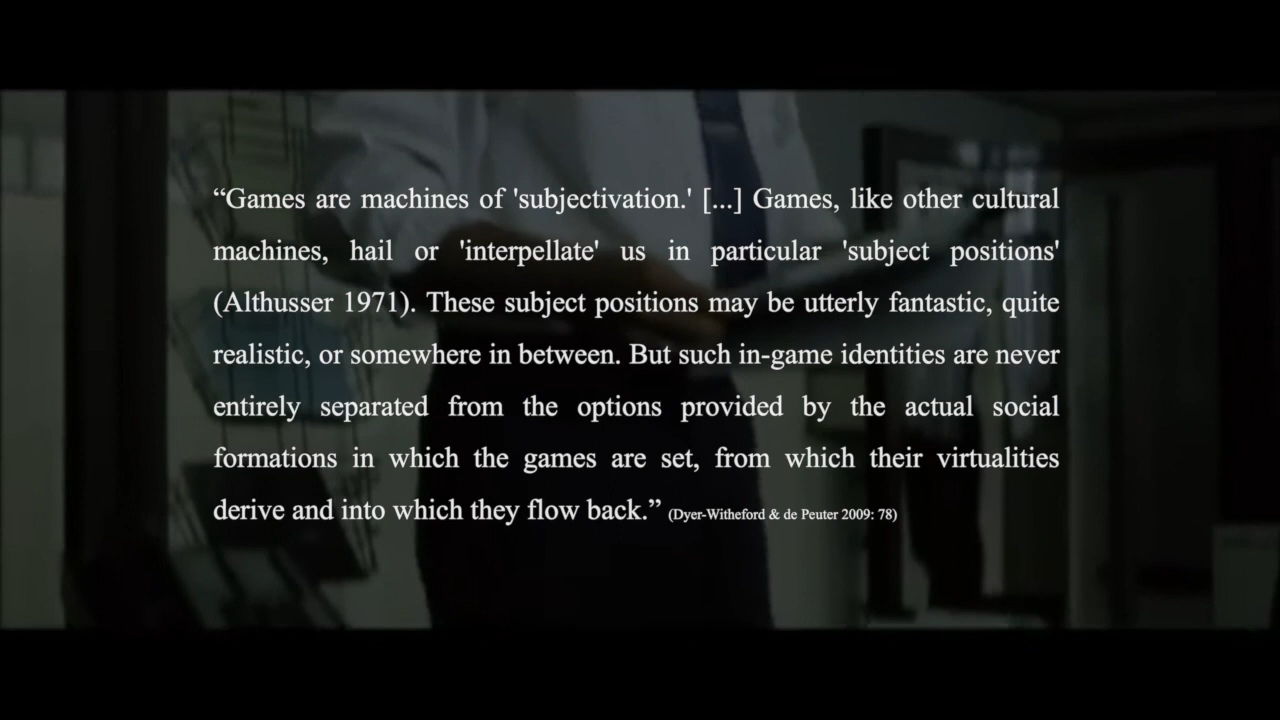 “Games are machines of 'subjectivation.' [...] Games, like other cultural
machines, hail or 'interpellate' us in particular 'subject positions'
(Althusser 1971). These subject positions may be utterly fantastic, quite
realistic, or somewhere in between. But such in-game identities are never
entirely separated from the options provided by the actual social
formations in which the games are set, from which their virtualities
derive and into which they flow back.” (Dyer-Witheford & de Peuter 2009: 78)